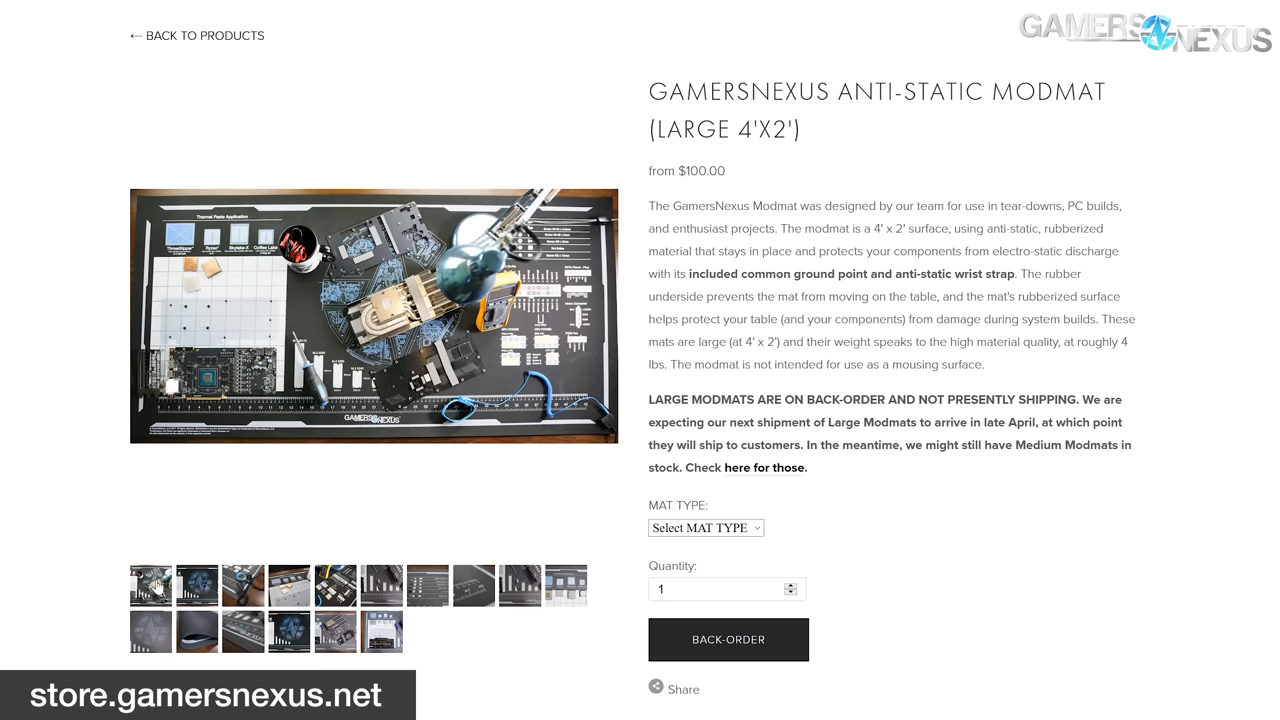 ← BACK TO PRODUCTS
GAMERS NEXUS
GAMERSNEXUS ANTI-STATIC MODMAT
(LARGE 4'X2')
from $100.00
The GamersNexus Modmat was designed by our team for use in tear-downs, PC builds,
and enthusiast projects. The modmat is a 4' x 2' surface, using anti-static, rubberized
material that stays in place and protects your components from electro-static discharge
with its included common ground point and anti-static wrist strap. The rubber
underside prevents the mat from moving on the table, and the mat's rubberized surface
helps protect your table (and your components) from damage during system builds. These
mats are large (at 4' x 2') and their weight speaks to the high material quality, at roughly 4
lbs. The modmat is not intended for use as a mousing surface.
LARGE MODMATS ARE ON BACK-ORDER AND NOT PRESENTLY SHIPPING. We are
expecting our next shipment of Large Modmats to arrive in late April, at which point
they will ship to customers. In the meantime, we might still have Medium Modmats in
stock. Check here for those.
MAT TYPE:
Select MAT TYPE
Quantity:
1
BACK-ORDER
Share
Thermal Paste Application
Threadripper
Ryzen
Skylake-X
Coffee Lake
GAMERS NEXUS
store.gamersnexus.net